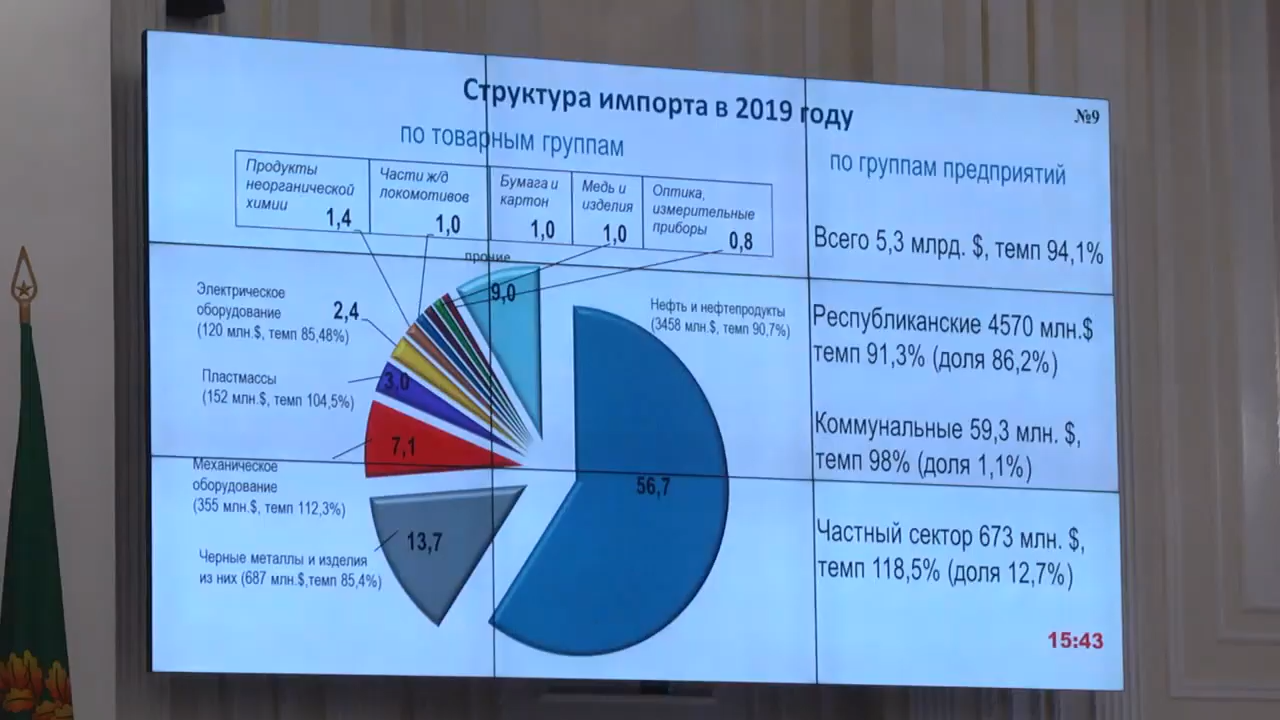 Структура импорта в 2019 году
№9
по товарным группам
Продукты
неорганической
химии
1,4
Части ж/д
локомотивов
1,0
Бумага и
картон
1,0
Медь и
изделия
1,0
Оптика,
измерительные
приборы
0,8
прочие
9,0
Электрическое
оборудование
(120 млн.$, темп 85,48%)
2,4
Пластмассы
(152 млн.$, темп 104,5%)
3,0
Механическое
оборудование
(355 млн.$, темп 112,3%)
7,1
Черные металлы и изделия
из них (687 млн.$,темп 85,4%)
13,7
Нефть и нефтепродукты
(3458 млн.$, темп 90,7%)
56,7
по группам предприятий
Всего 5,3 млрд. $, темп 94,1%
Республиканские 4570 млн.$
темп 91,3% (доля 86,2%)
Коммунальные 59,3 млн. $,
темп 98% (доля 1,1%)
Частный сектор 673 млн. $,
темп 118,5% (доля 12,7%)
15:43